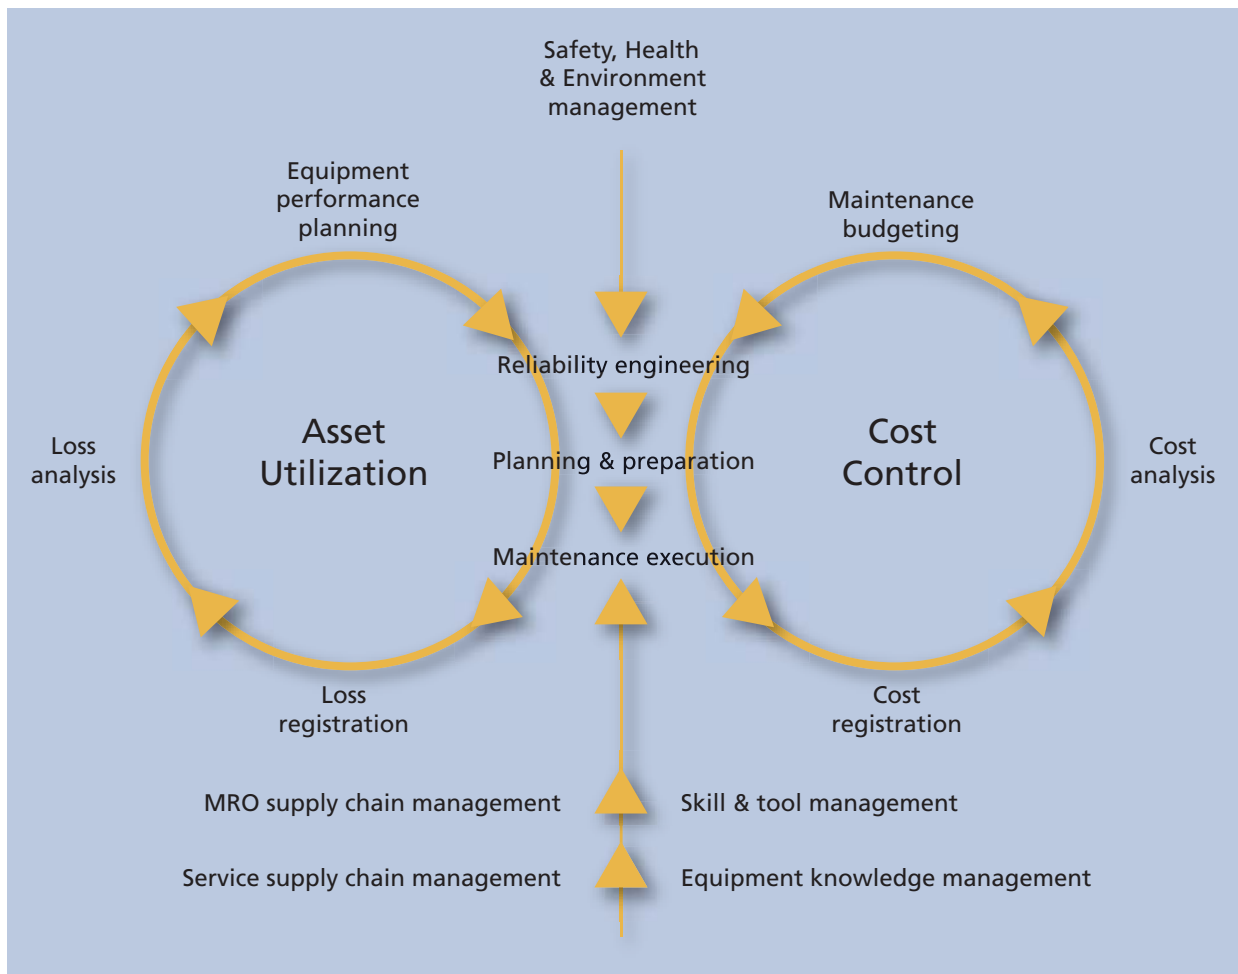 Safety, Health
& Environment
management
Equipment
performance
planning
Maintenance
budgeting
Reliability engineering
Asset
Utilization
Cost
Control
Loss
analysis
Planning & preparation
Cost
analysis
Maintenance execution
Loss
registration
Cost
registration
MRO supply chain management
Skill & tool management
Service supply chain management
Equipment knowledge management